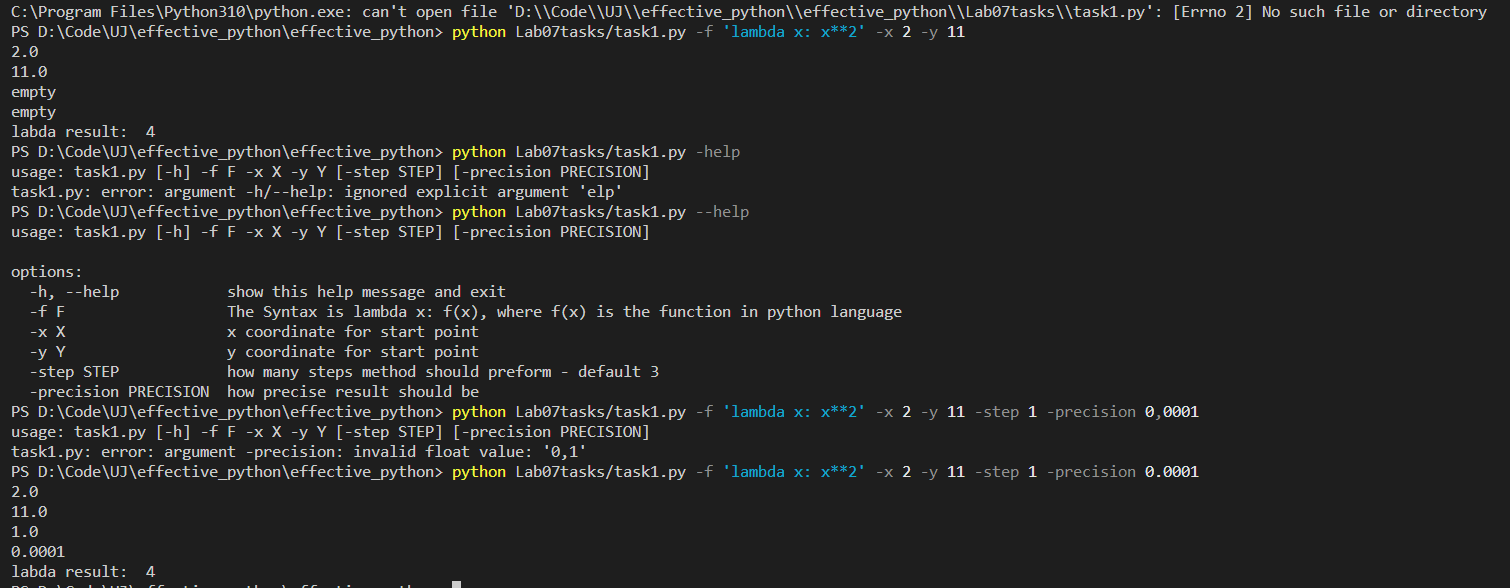 C:\Program Files\Python310\python.exe: can't open file 'D:\\Code\\UJ\\effective_python\\effective_python\\Lab07tasks\\task1.py': [Errno 2] No such file or directory
PS D:\Code\UJ\effective_python\effective_python> python Lab07tasks/task1.py -f 'lambda x: x**2' -x 2 -y 11
2.0
11.0
empty
empty
labda result:  4
PS D:\Code\UJ\effective_python\effective_python> python Lab07tasks/task1.py -help
usage: task1.py [-h] -f F -x X -y Y [-step STEP] [-precision PRECISION]
task1.py: error: argument -h/--help: ignored explicit argument 'elp'
PS D:\Code\UJ\effective_python\effective_python> python Lab07tasks/task1.py --help
usage: task1.py [-h] -f F -x X -y Y [-step STEP] [-precision PRECISION]

options:
  -h, --help            show this help message and exit
  -f F                  The Syntax is lambda x: f(x), where f(x) is the function in python language
  -x X                  x coordinate for start point
  -y Y                  y coordinate for start point
  -step STEP            how many steps method should preform - default 3
  -precision PRECISION  how precise result should be
PS D:\Code\UJ\effective_python\effective_python> python Lab07tasks/task1.py -f 'lambda x: x**2' -x 2 -y 11 -step 1 -precision 0,0001
usage: task1.py [-h] -f F -x X -y Y [-step STEP] [-precision PRECISION]
task1.py: error: argument -precision: invalid float value: '0,1'
PS D:\Code\UJ\effective_python\effective_python> python Lab07tasks/task1.py -f 'lambda x: x**2' -x 2 -y 11 -step 1 -precision 0.0001
2.0
11.0
1.0
0.0001
labda result:  4